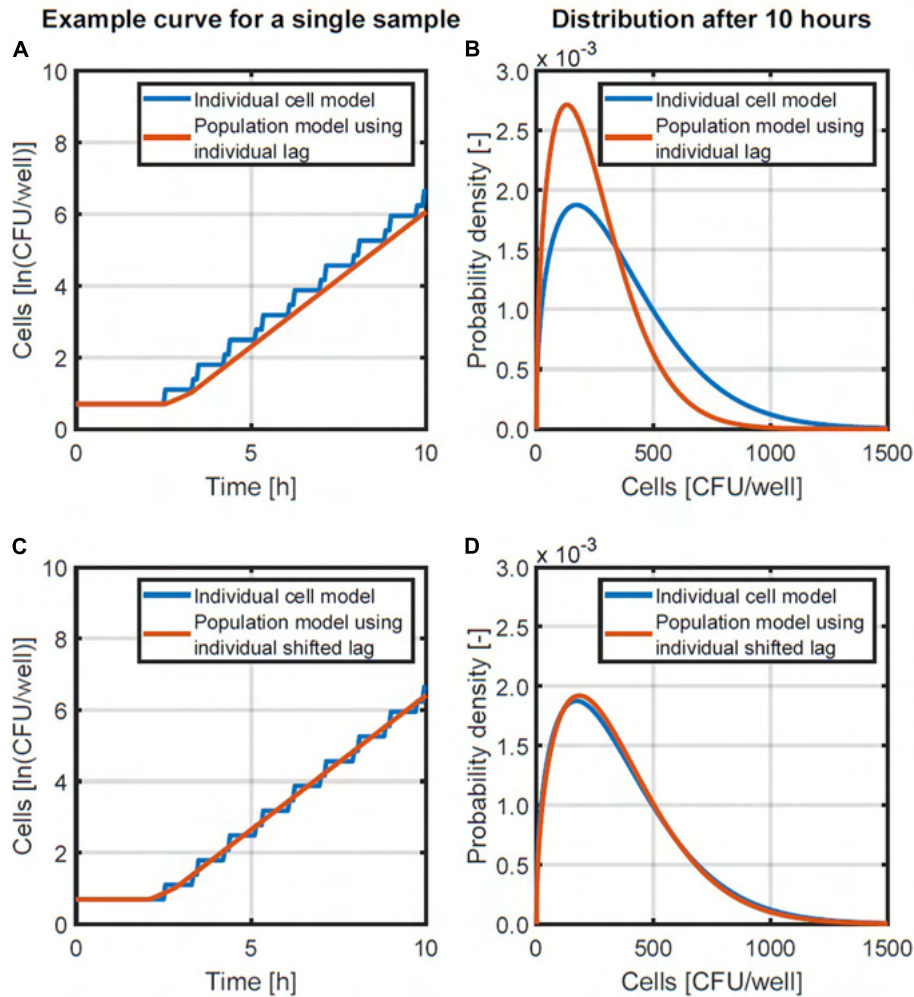 Example curve for a single sample
Distribution after 10 hours
A
10
8
6
4
2
0
0
5
10
Cells [ln(CFU/well)]
Time [h]
Individual cell model
Population model using
individual lag
B
x 10-3
3.0
2.5
2.0
1.5
1.0
0.5
0.0
0
500
1000
1500
Probability density [-]
Cells [CFU/well]
Individual cell model
Population model using
individual lag
C
10
8
6
4
2
0
0
5
10
Cells [ln(CFU/well)]
Time [h]
Individual cell model
Population model using
individual shifted lag
D
x 10-3
3.0
2.5
2.0
1.5
1.0
0.5
0.0
0
500
1000
1500
Probability density [-]
Cells [CFU/well]
Individual cell model
Population model using
individual shifted lag